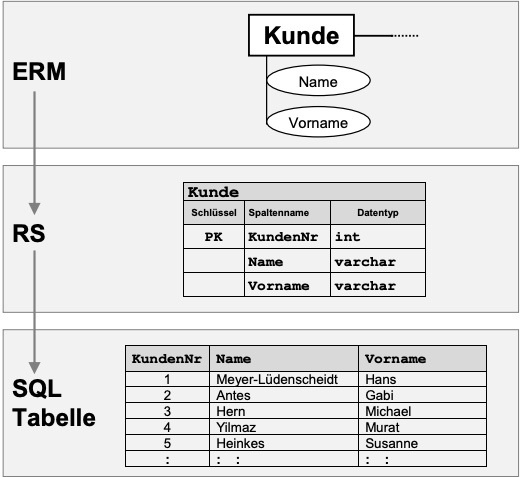 ERM
Kunde
Name
Vorname
RS
Kunde
Schlüssel Spaltenname Datentyp
PK KundenNr int
Name varchar
Vorname varchar
SQL
Tabelle
KundenNr Name Vorname
1 Meyer-Lüdenscheidt Hans
2 Antes Gabi
3 Hern Michael
4 Yilmaz Murat
5 Heinkes Susanne
: : : : :